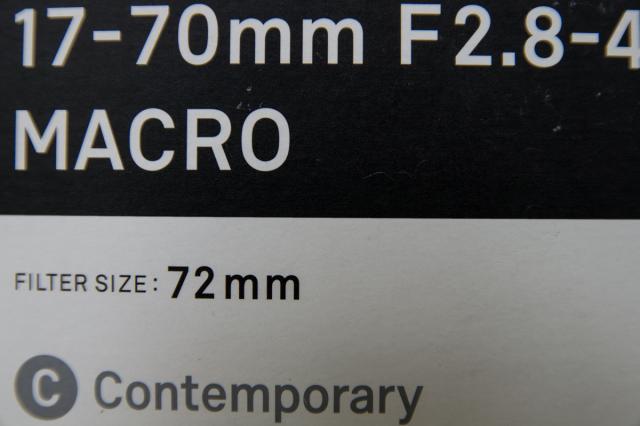 17-70mm F2.8-4
MACRO
FILTER SIZE: 72mm
C Contemporary